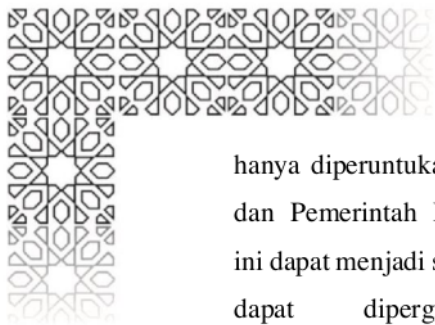 hanya diperuntuka
dan Pemerintah
ini dapat menjadi s
dapat diperg